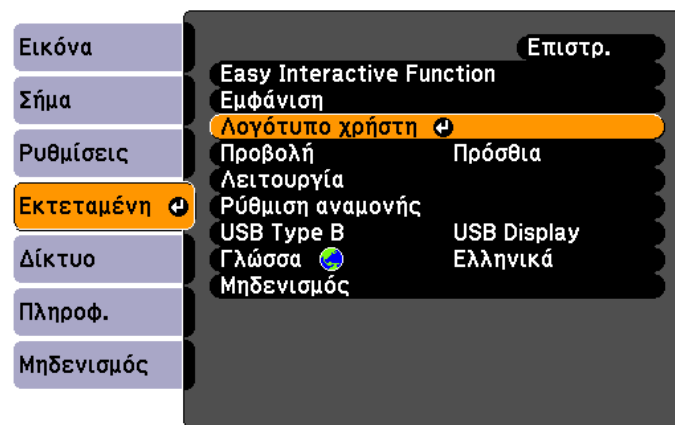 Εικόνα
Σήμα
Ρυθμίσεις
Εκτεταμένη
Δίκτυο
Πληροφ.
Μηδενισμός
Επιστρ.
Easy Interactive Function
Εμφάνιση
Λογότυπο χρήστη
Προβολή Πρόσθια
Λειτουργία
Ρύθμιση αναμονής
USB Type B USB Display
Γλώσσα Ελληνικά
Μηδενισμός